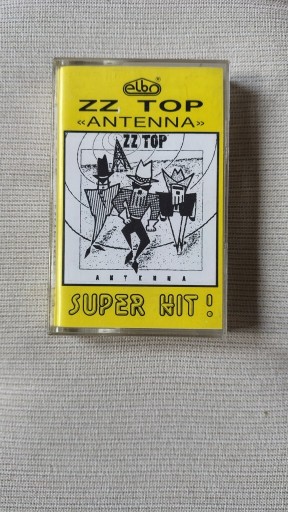 elbo®
ZZ TOP
«ANTENNA»
ZZ TOP
ANTENNA
SUPER HIT!